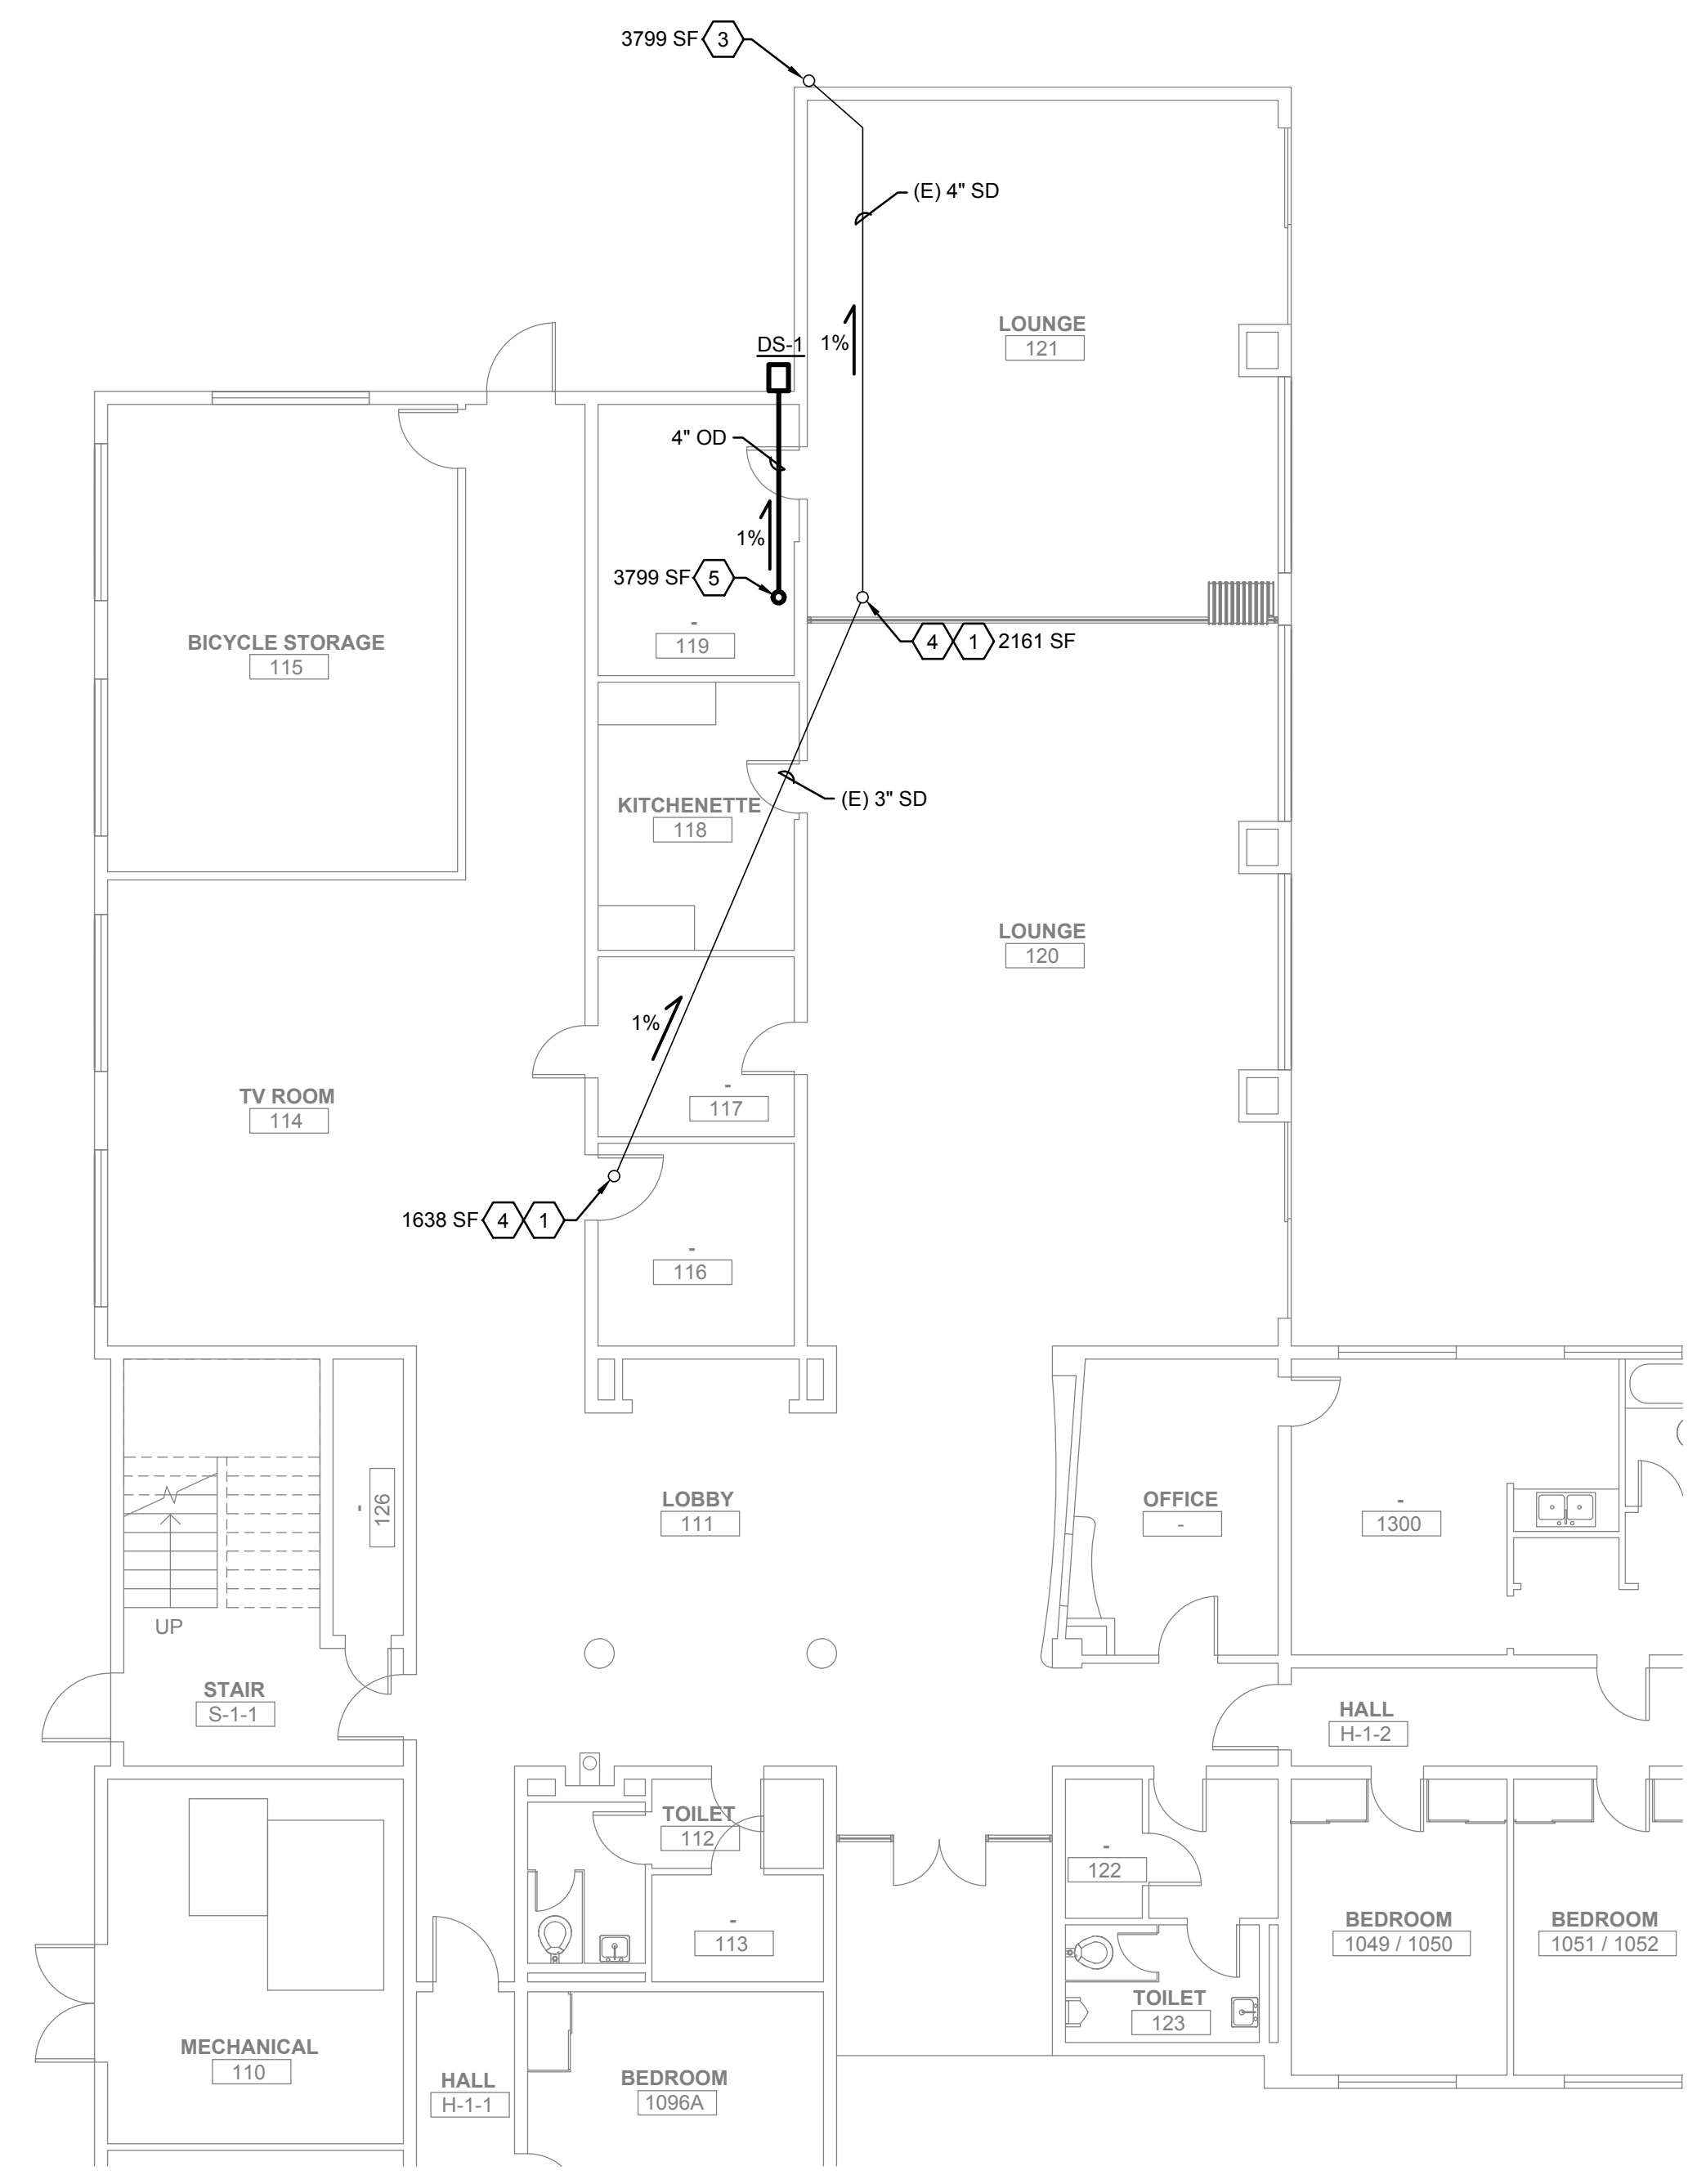 3799 SF 3
(E) 4" SD
LOUNGE
121
DS-1
1%
4" OD
1%
3799 SF 5
-
119
4 1 2161 SF
BICYCLE STORAGE
115
KITCHENETTE
118
(E) 3" SD
LOUNGE
120
1%
TV ROOM
114
-
117
1638 SF 4 1
-
116
-
126
LOBBY
111
OFFICE
-
-
1300
UP
STAIR
S-1-1
HALL
H-1-2
TOILET
112
-
122
-
113
BEDROOM
1049 / 1050
BEDROOM
1051 / 1052
TOILET
123
MECHANICAL
110
HALL
H-1-1
BEDROOM
1096A